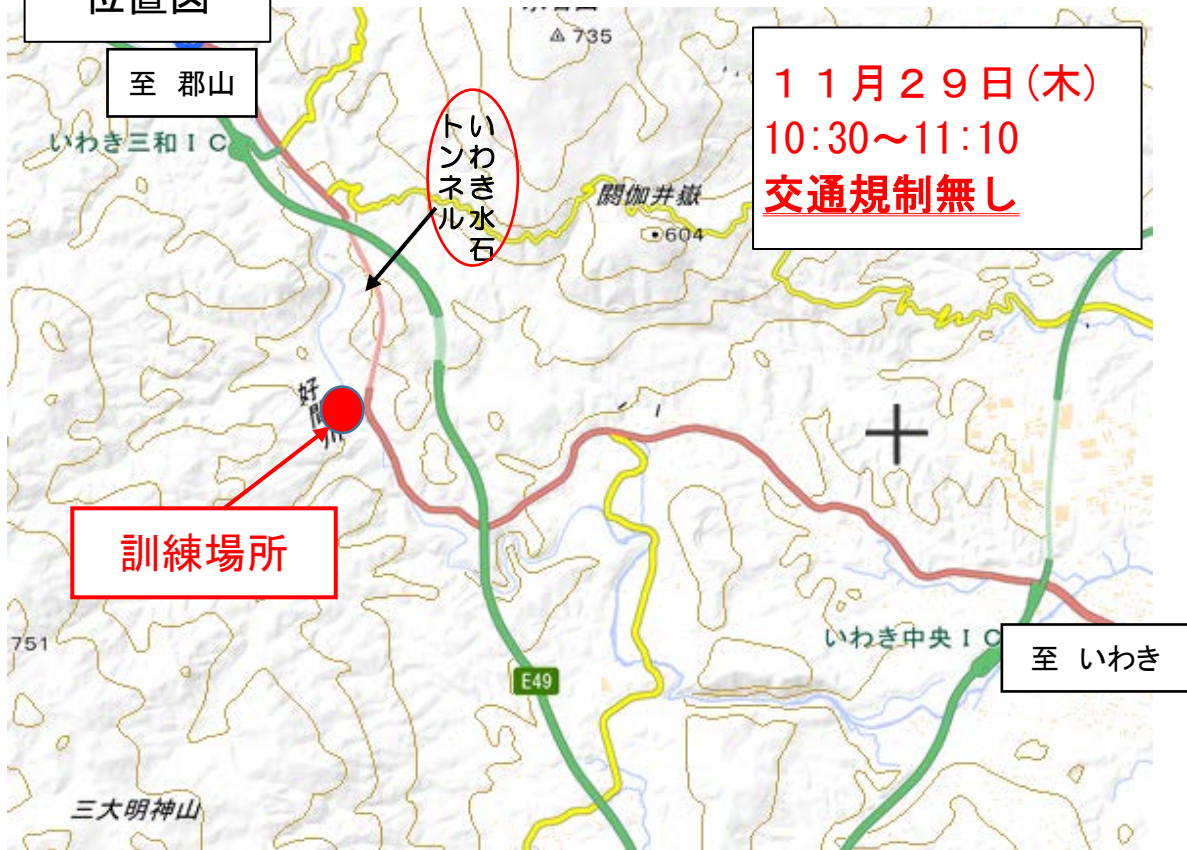 位置図
735
至 郡山
１１月２９日(木)
10:30～11:10
交通規制無し
いわき三和ＩＣ
いわき水石
トンネル
閼伽井嶽
604
好間川
訓練場所
751
いわき中央ＩＣ
至 いわき
E49
三大明神山